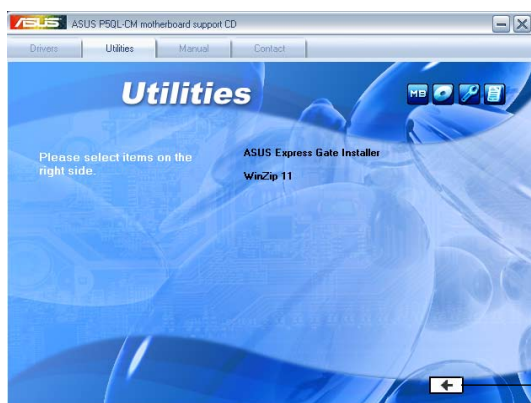 ASUS ASUS P5QL-CM motherboard support CD
Drivers Utilities Manual Contact
Utilities
MB
Please select items on the
right side.
ASUS Express Gate Installer
WinZip 11